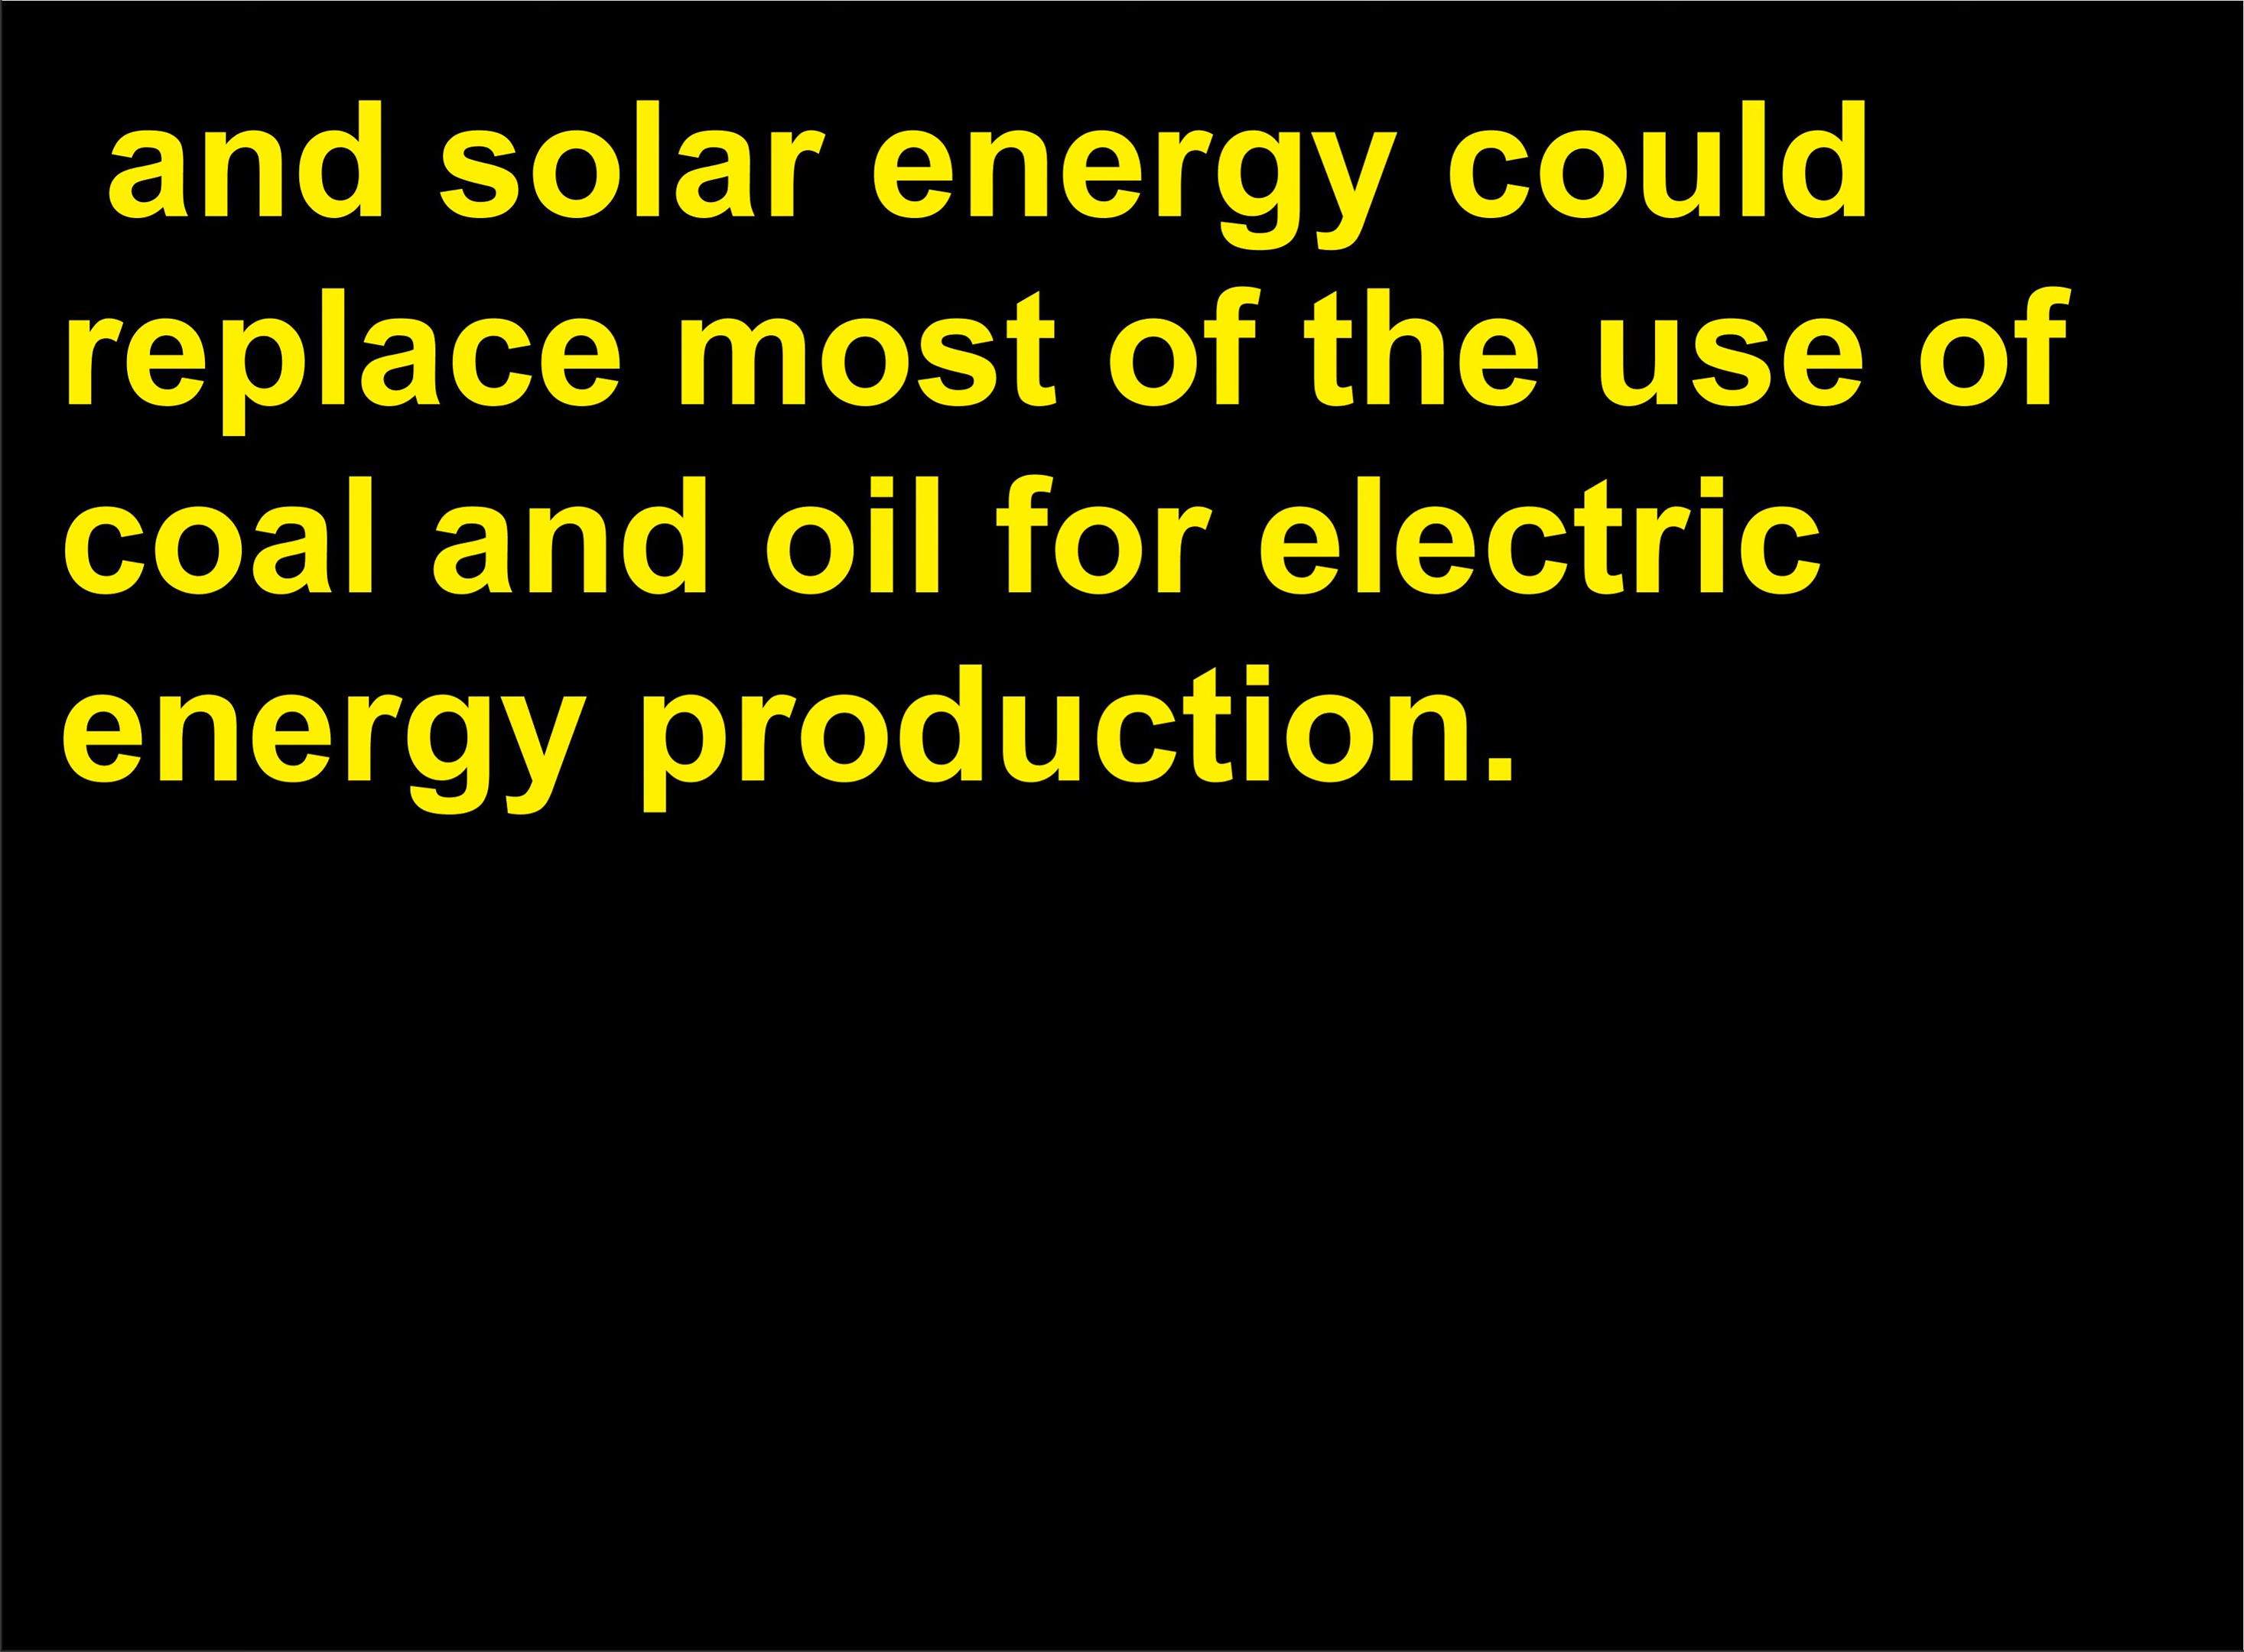 and solar energy could
replace most of the use of
coal and oil for electric
energy production.